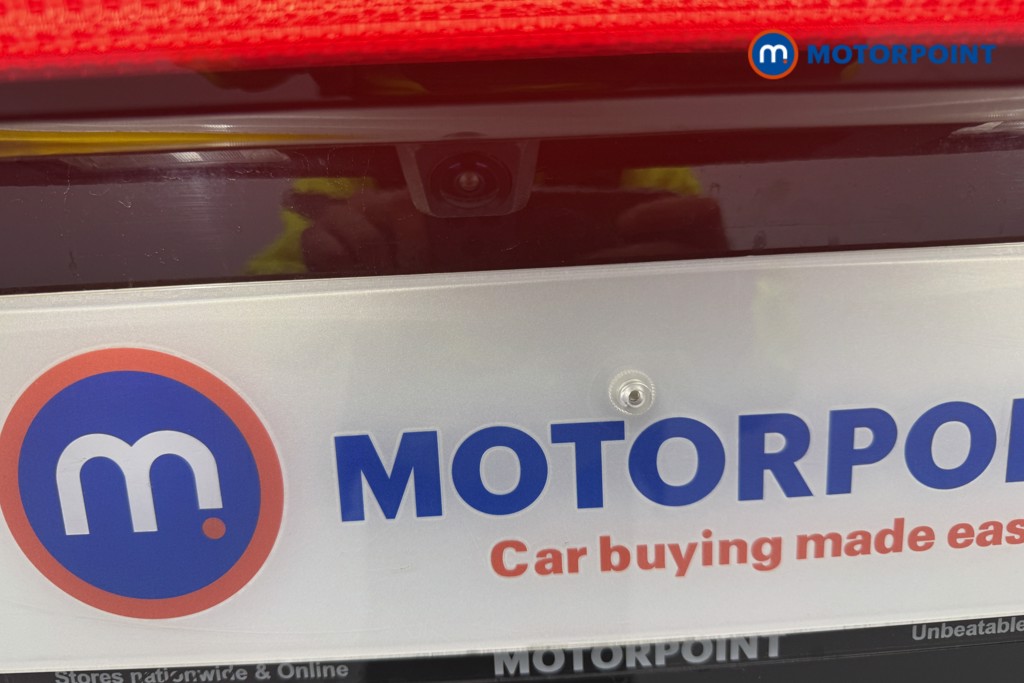 m. MOTORPOINT
m. MOTORPOI
Car buying made eas
Unbeatable
MOTORPOINT
Stores nationwide & Online